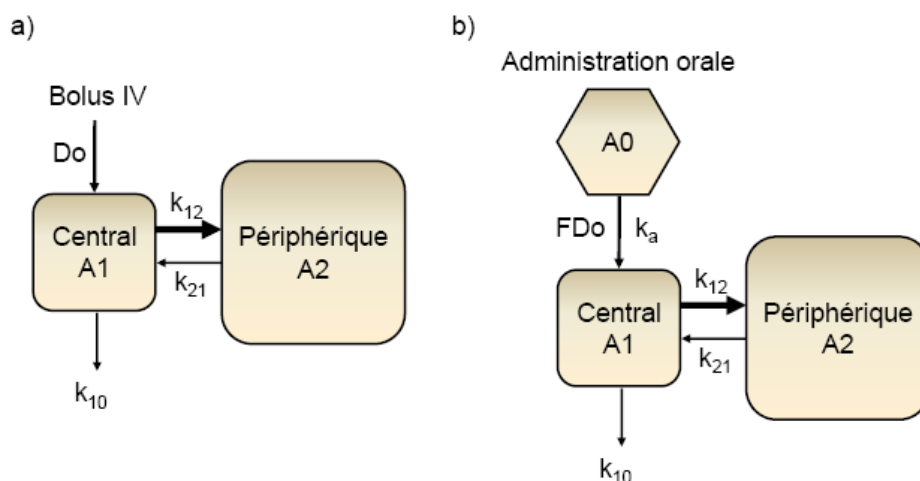 a)
Bolus IV
Do
k12
Central
A1
Périphérique
A2
k21
k10
b)
Administration orale
A0
FDo
ka
k12
Central
A1
Périphérique
A2
k21
k10